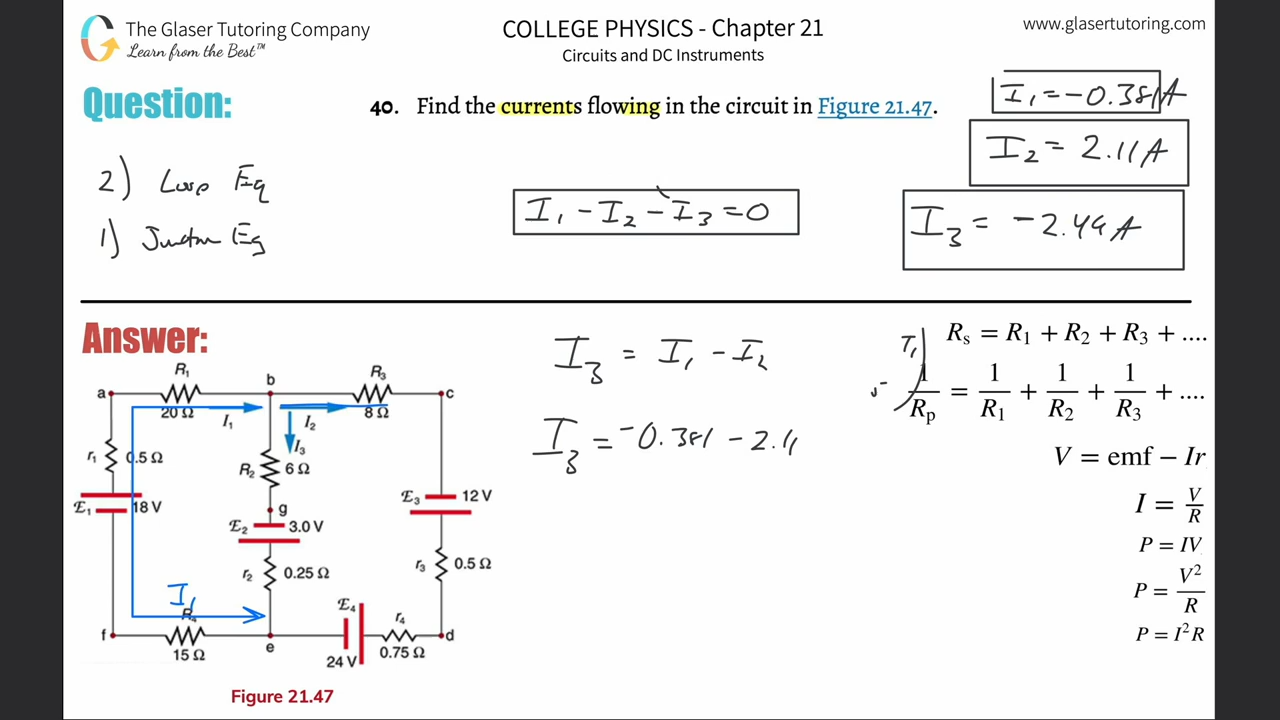 The Glaser Tutoring Company
Learn from the Best™
COLLEGE PHYSICS - Chapter 21
Circuits and DC Instruments
www.glasertutoring.com
Question:
40. Find the currents flowing in the circuit in Figure 21.47.
I₁ = -0.381A
I₂ = 2.11A
I₃ = -2.49A
2) Loop Eq
1) Juctm Eq
I₁ - I₂ - I₃ = 0
Answer:
I₃ = I₁ - I₂
I₃ = -0.381 - 2.11
Rs = R1 + R2 + R3 + ....
1/Rp = 1/R1 + 1/R2 + 1/R3 + ....
V = emf − Ir
I = V/R
P = IV
P = V²/R
P = I²R
a
R₁
20 Ω
I₁
b
I₂
R₃
8 Ω
c
r₁
0.5 Ω
I₃
R₂
6 Ω
ℰ₁
18 V
g
ℰ₂
3.0 V
ℰ₃
12 V
r₂
0.25 Ω
r₃
0.5 Ω
I₁
f
15 Ω
e
ℰ₄
24 V
r₄
0.75 Ω
d
Figure 21.47